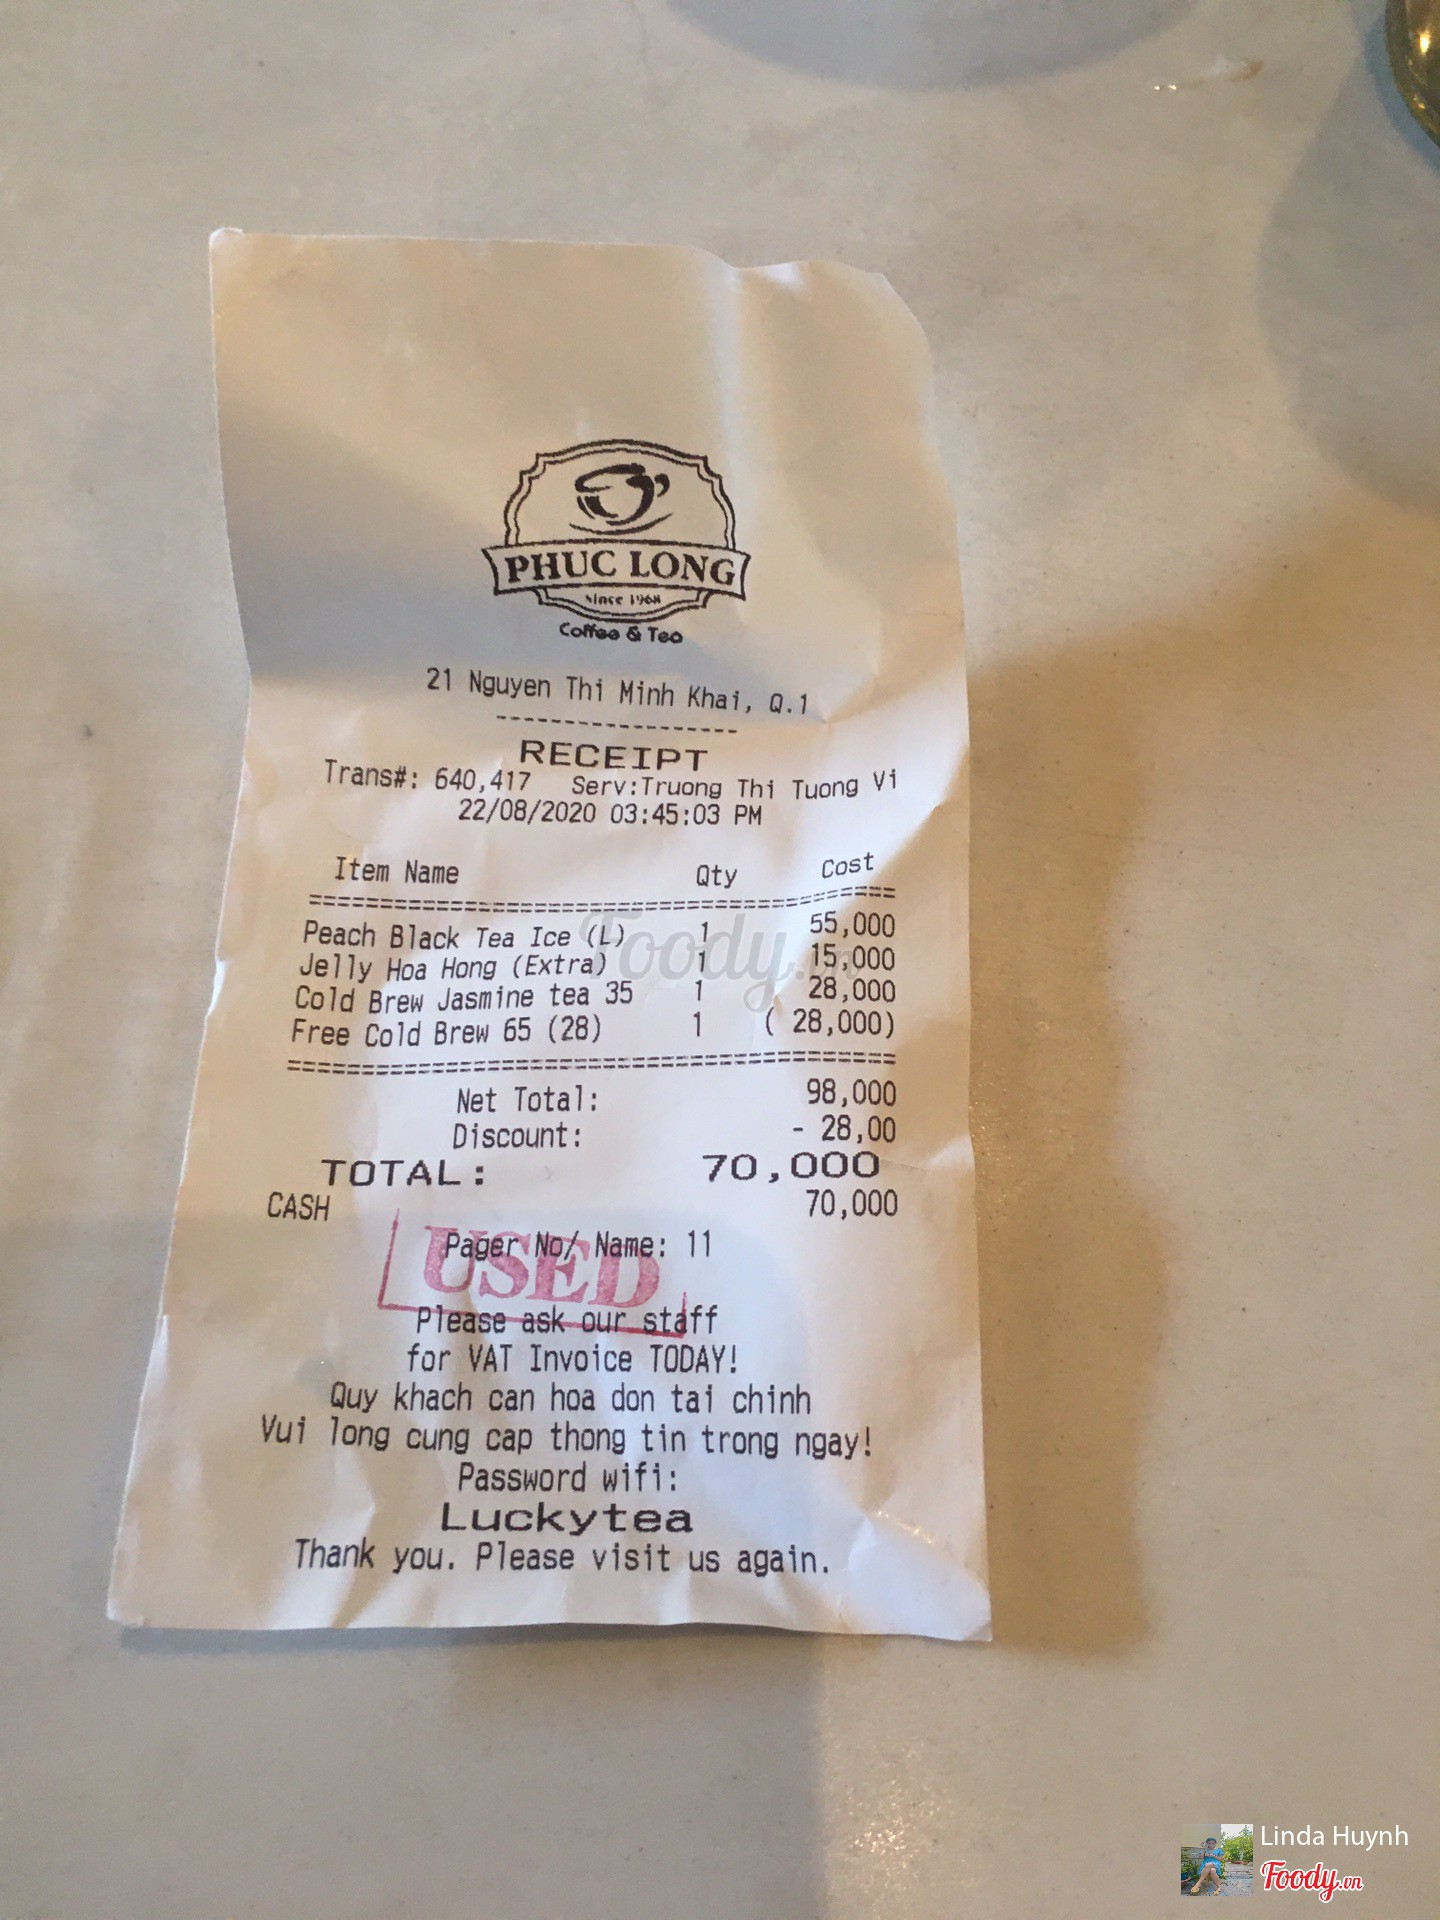 PHUC LONG
Since 1968
Coffee & Tea
21 Nguyen Thi Minh Khai, Q.1
------------------
RECEIPT
Trans#: 640,417 Serv:Truong Thi Tuong Vi
22/08/2020 03:45:03 PM
Item Name Qty Cost
Peach Black Tea Ice (L) 1 55,000
Jelly Hoa Hong (Extra) 1 15,000
Cold Brew Jasmine tea 35 1 28,000
Free Cold Brew 65 (28) 1 ( 28,000)
Foody.vn
Net Total: 98,000
Discount: - 28,00
TOTAL: 70,000
CASH 70,000
Pager No/ Name: 11
USED
Please ask our staff
for VAT Invoice TODAY!
Quy khach can hoa don tai chinh
Vui long cung cap thong tin trong ngay!
Password wifi:
Luckytea
Thank you. Please visit us again.
Linda Huynh
Foody.vn